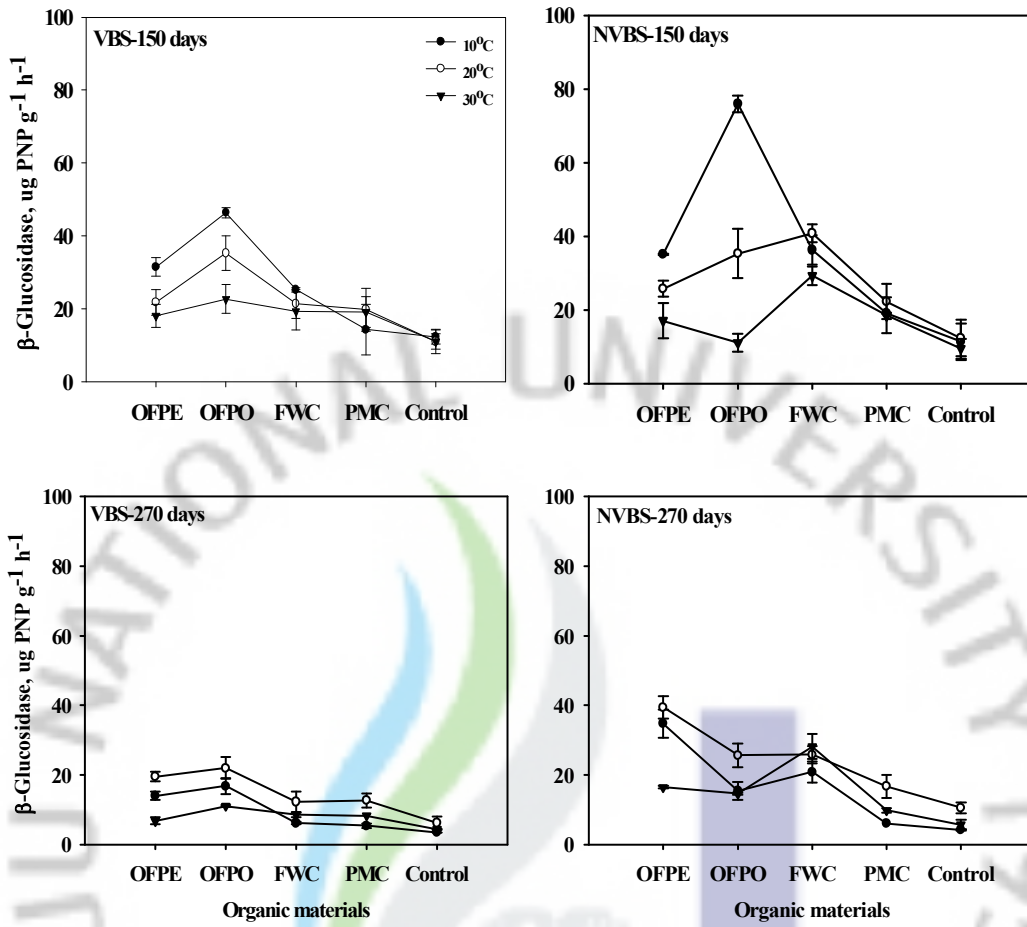 VBS-150 days
10°C
20°C
30°C
β-Glucosidase, ug PNP g⁻¹ h⁻¹
100
80
60
40
20
0
OFPE OFPO FWC PMC Control
NVBS-150 days
100
80
60
40
20
0
OFPE OFPO FWC PMC Control
VBS-270 days
β-Glucosidase, ug PNP g⁻¹ h⁻¹
100
80
60
40
20
0
OFPE OFPO FWC PMC Control
Organic materials
NVBS-270 days
100
80
60
40
20
0
OFPE OFPO FWC PMC Control
Organic materials
JEJU NATIONAL UNIVERSITY